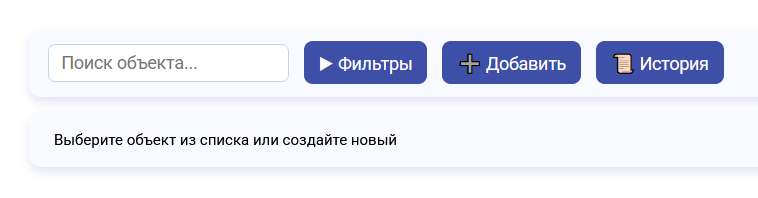 Поиск объекта...
▶ Фильтры
➕ Добавить
📜 История
Выберите объект из списка или создайте новый